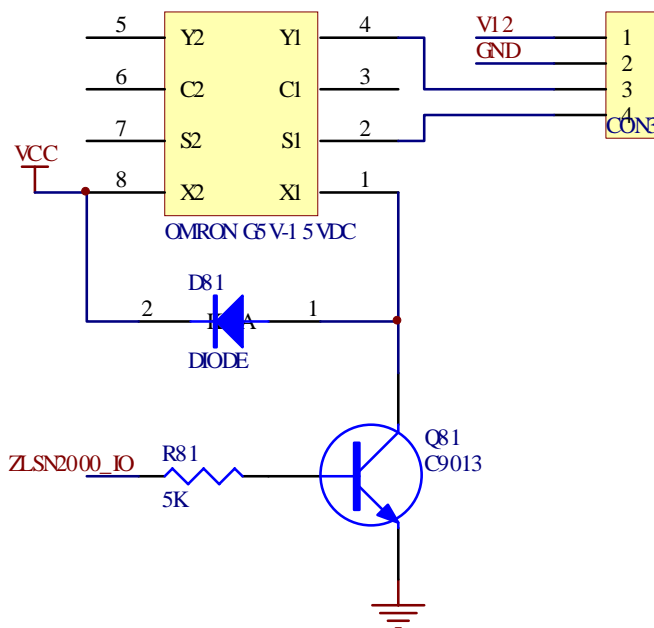 5 Y2 Y1 4 V12 1
GND 2
6 C2 C1 3 3
4
CON3
7 S2 S1 2
VCC
8 X2 X1 1
OMRON G5V-1 5VDC
D81
2 1
DIODE
ZLSN2000_IO R81 Q81
5K C9013